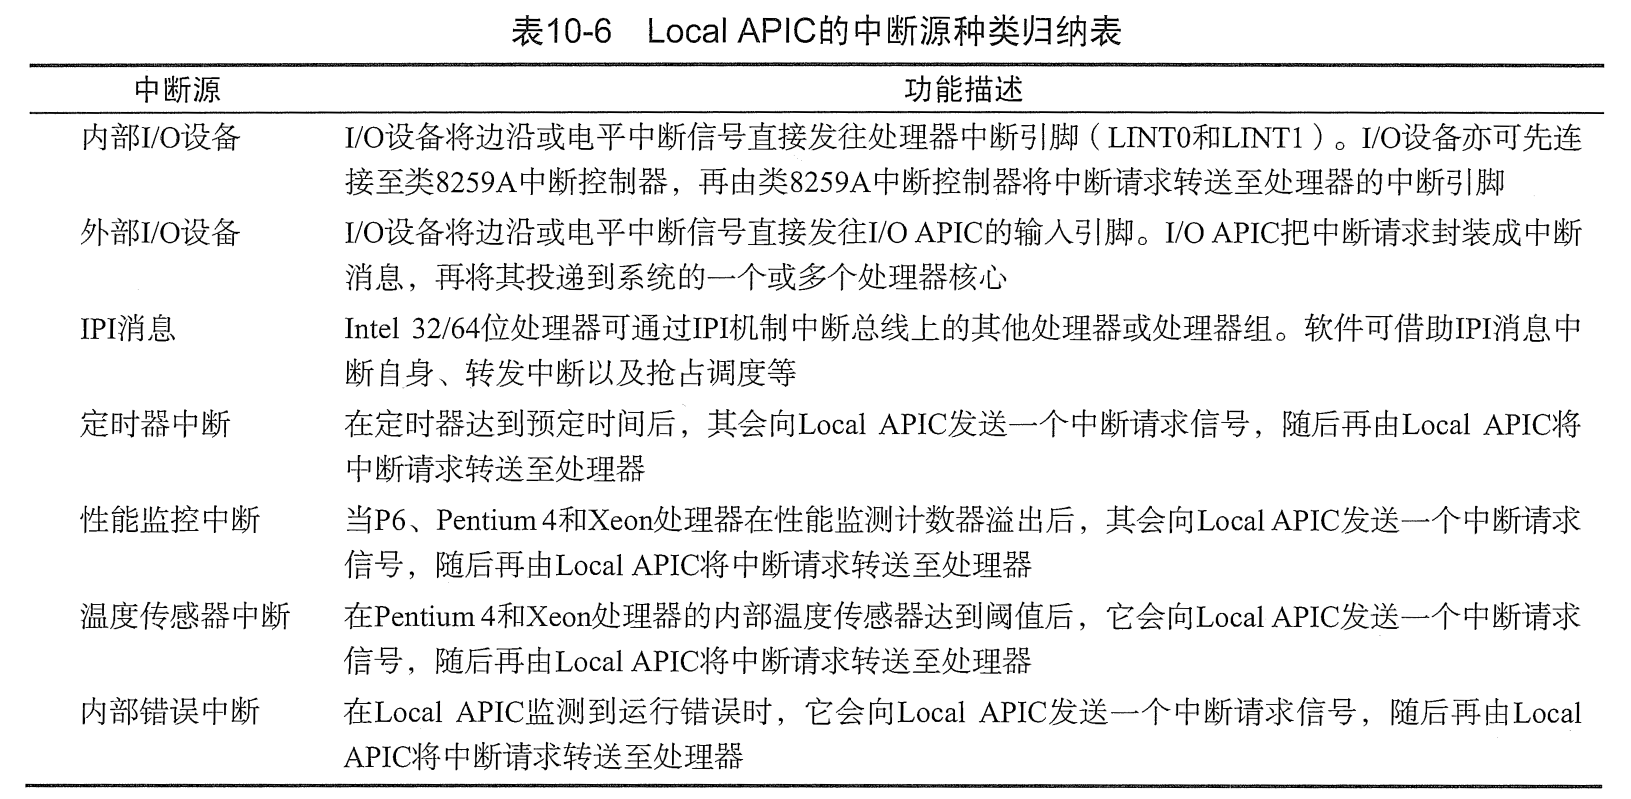 表10-6 Local APIC的中断源种类归纳表
中断源 功能描述
内部I/O设备 I/O设备将边沿或电平中断信号直接发往处理器中断引脚（LINT0和LINT1）。I/O设备亦可先连
接至类8259A中断控制器，再由类8259A中断控制器将中断请求转送至处理器的中断引脚
外部I/O设备 I/O设备将边沿或电平中断信号直接发往I/O APIC的输入引脚。I/O APIC把中断请求封装成中断
消息，再将其投递到系统的一个或多个处理器核心
IPI消息 Intel 32/64位处理器可通过IPI机制中断总线上的其他处理器或处理器组。软件可借助IPI消息中
断自身、转发中断以及抢占调度等
定时器中断 在定时器达到预定时间后，其会向Local APIC发送一个中断请求信号，随后再由Local APIC将
中断请求转送至处理器
性能监控中断 当P6、Pentium 4和Xeon处理器在性能监测计数器溢出后，其会向Local APIC发送一个中断请求
信号，随后再由Local APIC将中断请求转送至处理器
温度传感器中断 在Pentium 4和Xeon处理器的内部温度传感器达到阈值后，它会向Local APIC发送一个中断请求
信号，随后再由Local APIC将中断请求转送至处理器
内部错误中断 在Local APIC监测到运行错误时，它会向Local APIC发送一个中断请求信号，随后再由Local
APIC将中断请求转送至处理器